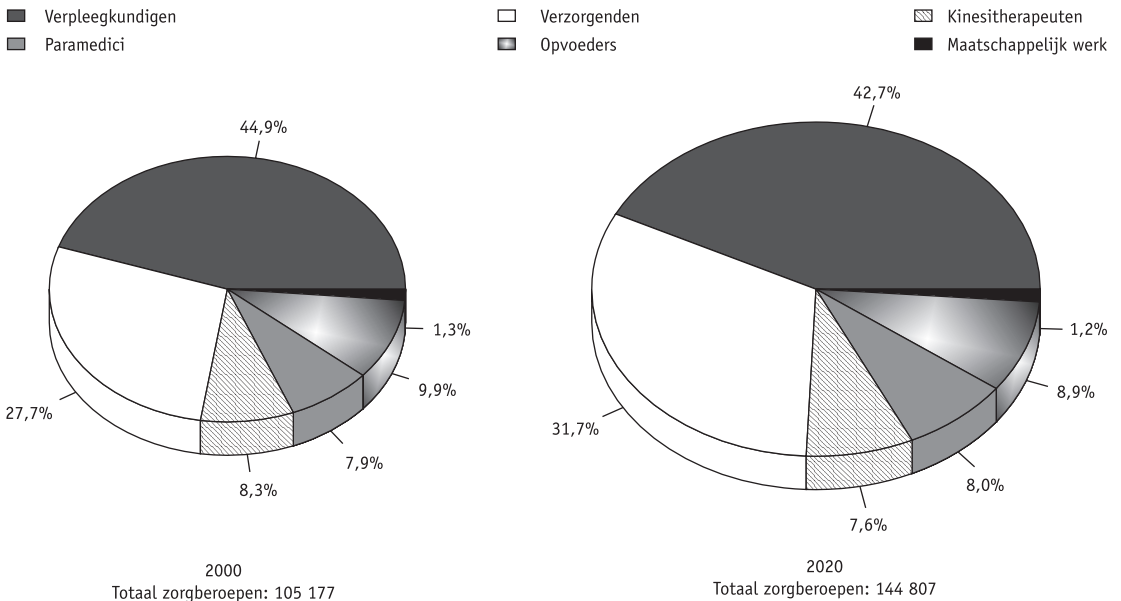 Verpleegkundigen
Verzorgenden
Kinesitherapeuten
Paramedici
Opvoeders
Maatschappelijk werk
44,9%
1,3%
9,9%
7,9%
8,3%
27,7%
2000
Totaal zorgberoepen: 105 177
42,7%
1,2%
8,9%
8,0%
7,6%
31,7%
2020
Totaal zorgberoepen: 144 807